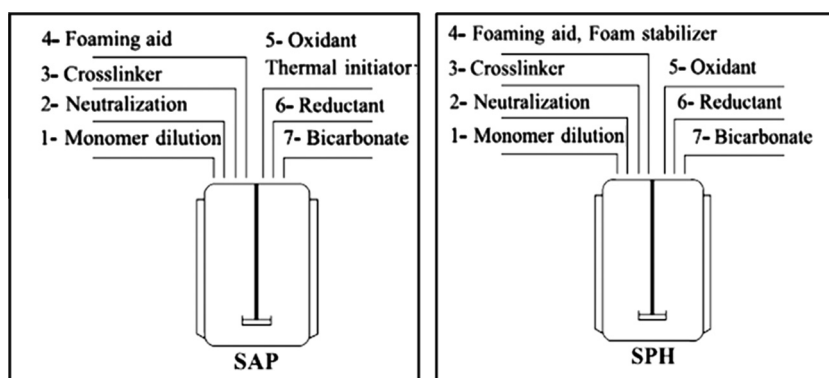 4- Foaming aid
3- Crosslinker
2- Neutralization
1- Monomer dilution
5- Oxidant
Thermal initiator
6- Reductant
7- Bicarbonate
SAP
4- Foaming aid, Foam stabilizer
3- Crosslinker
2- Neutralization
1- Monomer dilution
5- Oxidant
6- Reductant
7- Bicarbonate
SPH